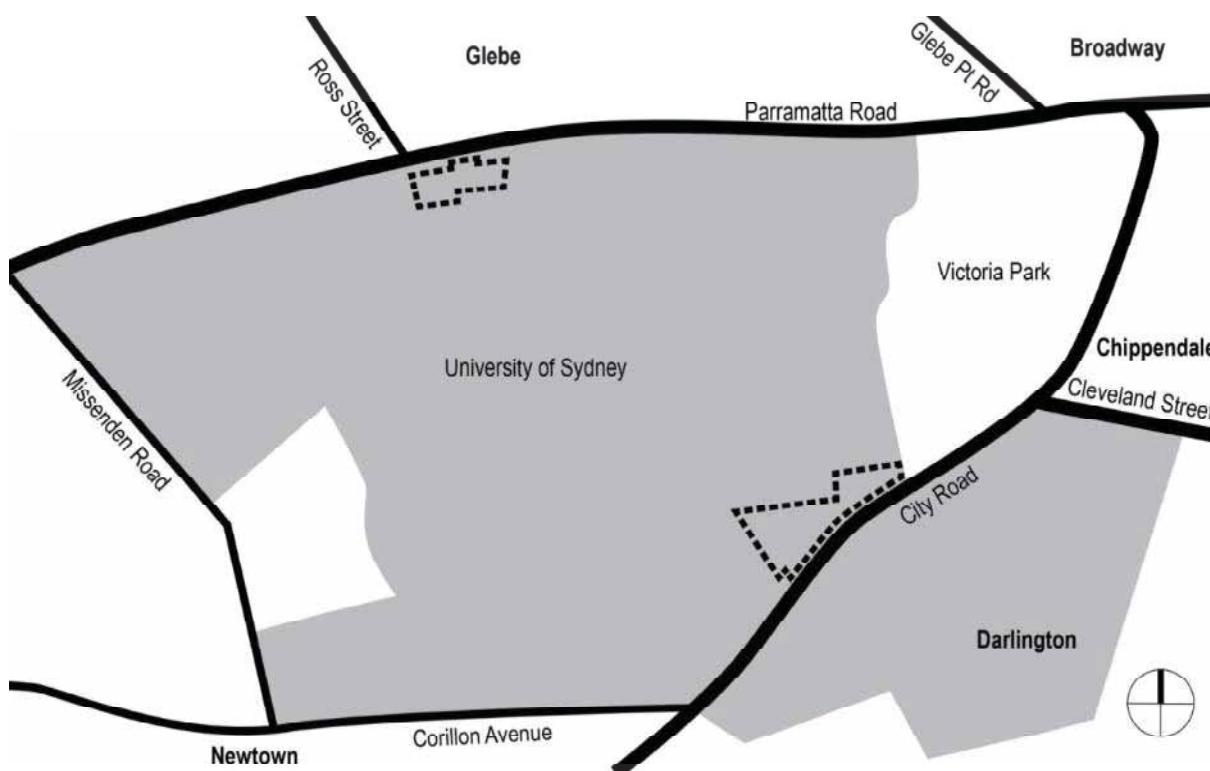 Glebe
Broadway
Ross Street
Glebe Pt Rd
Parramatta Road
Victoria Park
University of Sydney
Chippendale
Cleveland Street
Missenden Road
City Road
Darlington
Corillon Avenue
Newtown